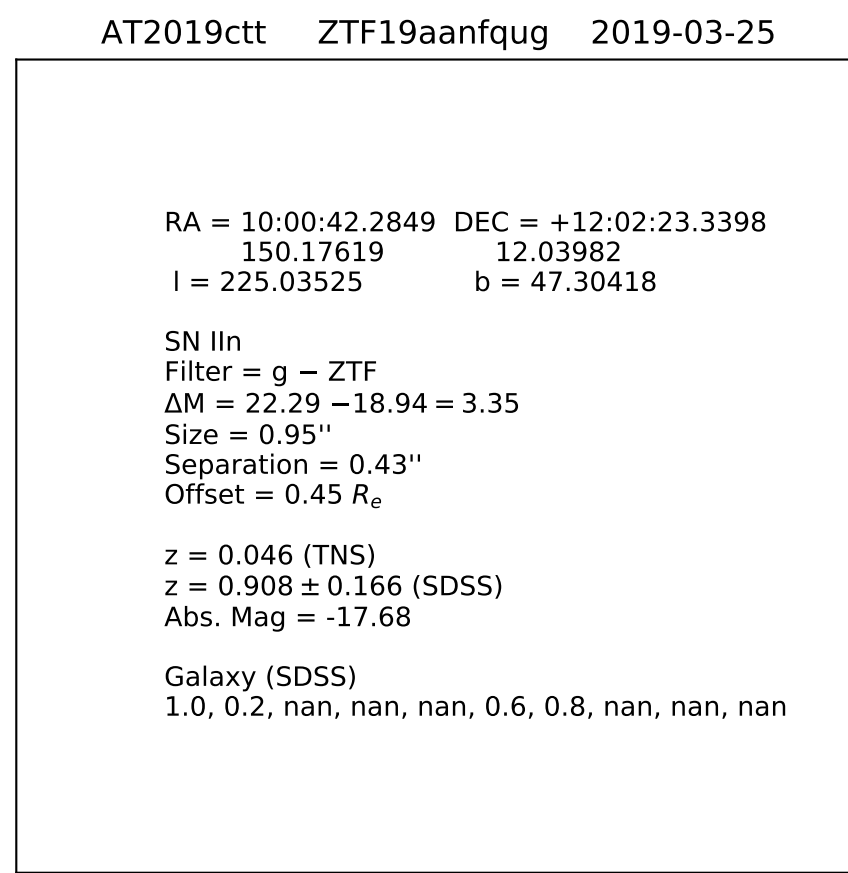 AT2019ctt ZTF19aanfqug 2019-03-25
RA = 10:00:42.2849 DEC = +12:02:23.3398
150.17619 12.03982
l = 225.03525 b = 47.30418
SN IIn
Filter = g − ZTF
ΔM = 22.29 −18.94 = 3.35
Size = 0.95''
Separation = 0.43''
Offset = 0.45 Re
z = 0.046 (TNS)
z = 0.908 ± 0.166 (SDSS)
Abs. Mag = -17.68
Galaxy (SDSS)
1.0, 0.2, nan, nan, nan, 0.6, 0.8, nan, nan, nan